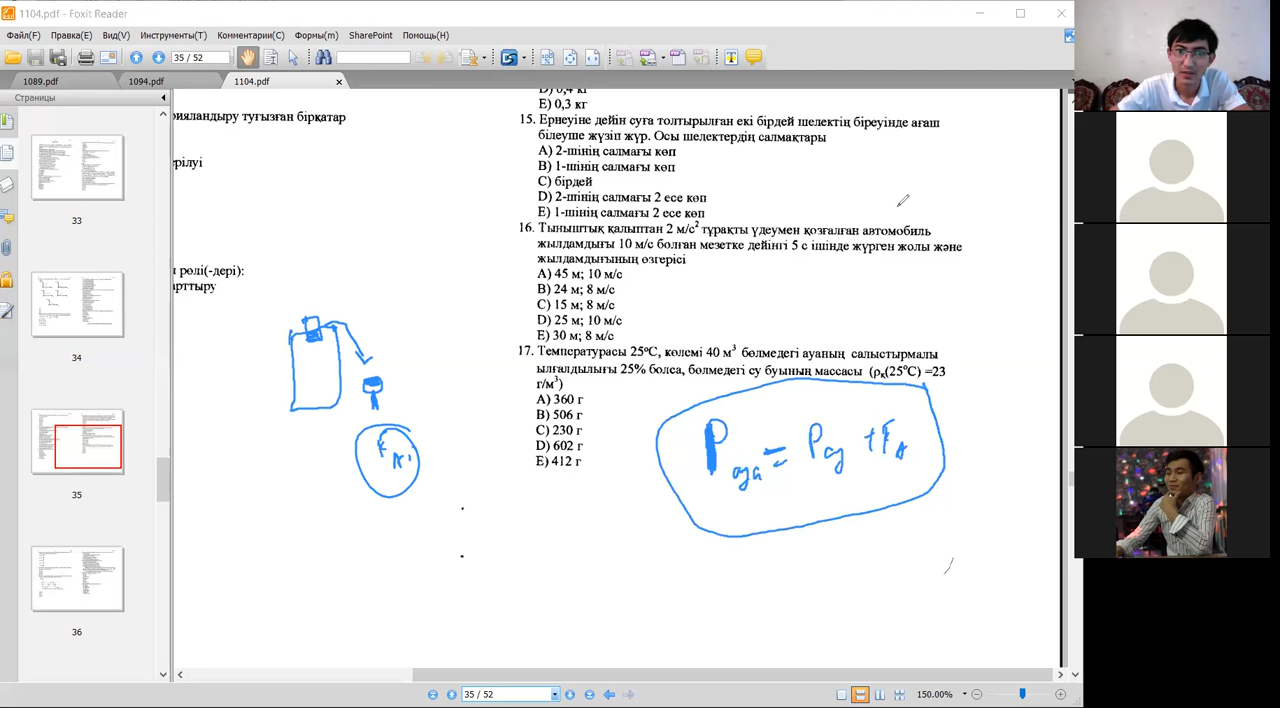 1104.pdf - Foxit Reader
Файл(F) Правка(E) Вид(V) Инструменты(T) Комментарии(C) Формы(m) SharePoint Помощь(H)
35 / 52
1089.pdf 1094.pdf 1104.pdf
Страницы
33
34
35
36
рияландыру туғызған бірқатар
ерілуі
рөлі(-дері):
арттыру
D) 0,4 кг
E) 0,3 кг
15. Ернеуіне дейін суға толтырылған екі бірдей шелектің біреуінде ағаш
білеуше жүзіп жүр. Осы шелектердің салмақтары
A) 2-шінің салмағы көп
B) 1-шінің салмағы көп
C) бірдей
D) 2-шінің салмағы 2 есе көп
E) 1-шінің салмағы 2 есе көп
16. Тыныштық қалыптан 2 м/с² тұрақты үдеумен қозғалған автомобиль
жылдамдығы 10 м/с болған мезетке дейінгі 5 с ішінде жүрген жолы және
жылдамдығының өзгерісі
A) 45 м; 10 м/с
B) 24 м; 8 м/с
C) 15 м; 8 м/с
D) 25 м; 10 м/с
E) 30 м; 8 м/с
17. Температурасы 25°С, көлемі 40 м³ бөлмедегі ауаның салыстырмалы
ылғалдылығы 25% болса, бөлмедегі су буының массасы (ρқ(25°С) =23
г/м³)
A) 360 г
B) 506 г
C) 230 г
D) 602 г
E) 412 г
35 / 52
150.00%